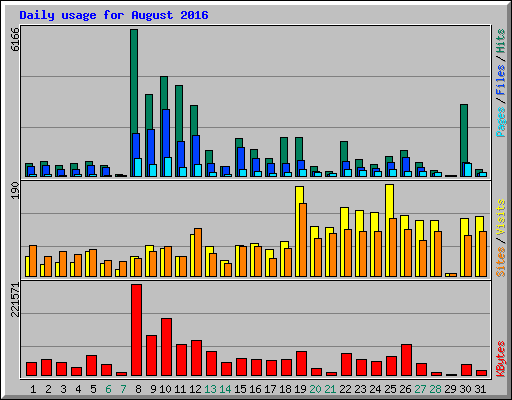 Daily usage for August 2016
6166
Pages / Files / Hits
190
Sites / Visits
221571
KBytes
1 2 3 4 5 6 7 8 9 10 11 12 13 14 15 16 17 18 19 20 21 22 23 24 25 26 27 28 29 30 31